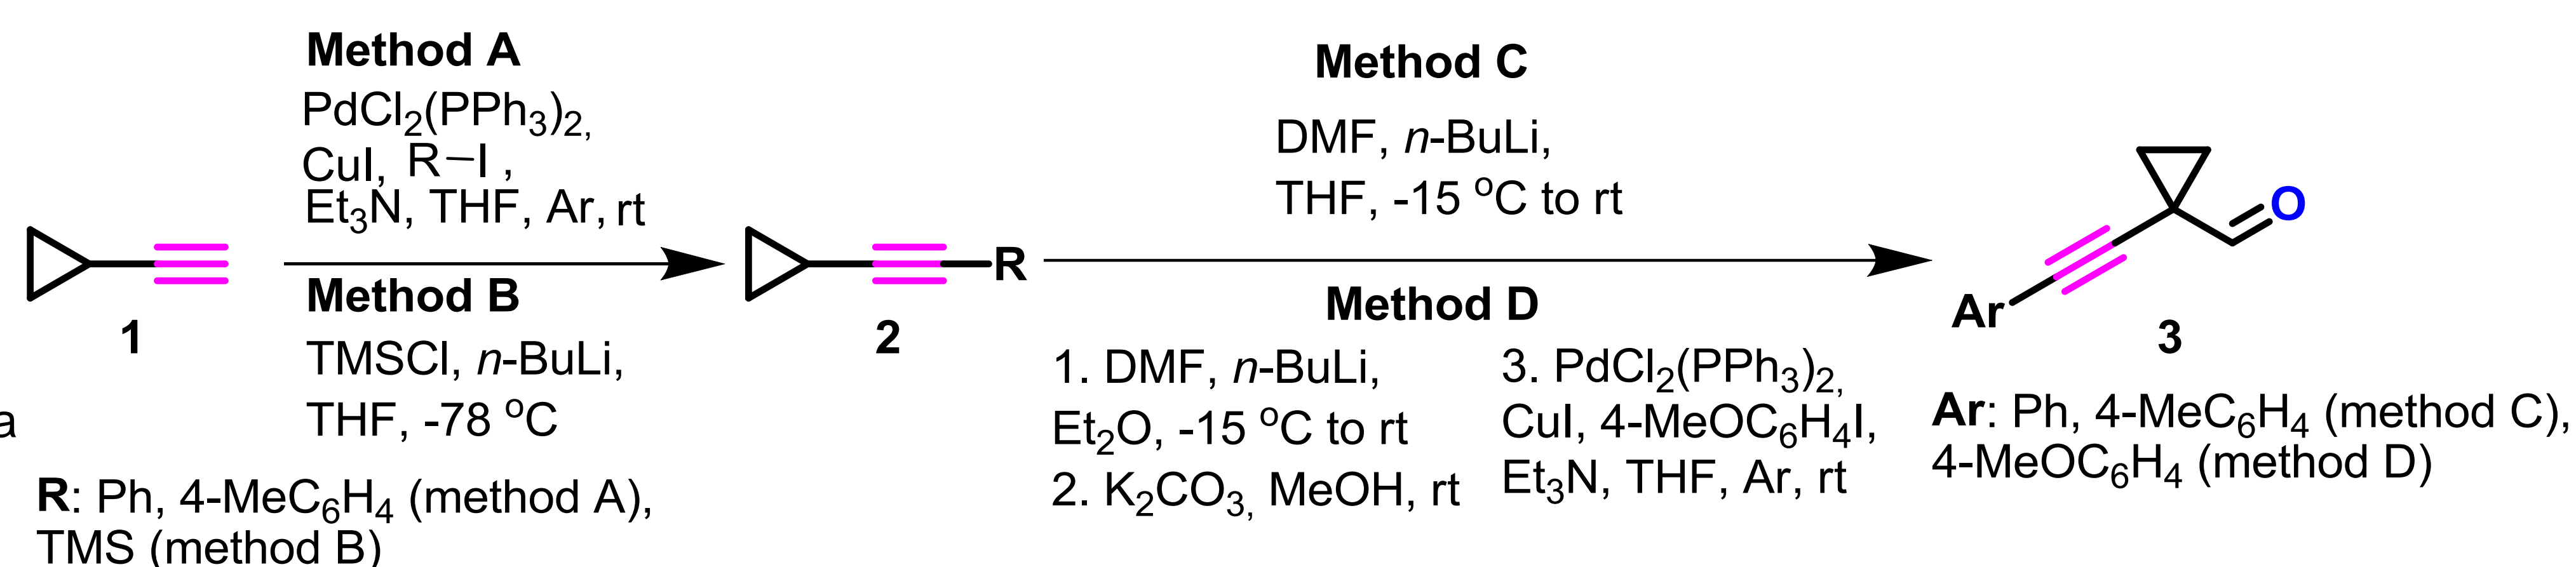 Method A
PdCl2(PPh3)2,
CuI, R–I ,
Et3N, THF, Ar, rt
Method B
TMSCl, n-BuLi,
THF, -78 oC
1
R: Ph, 4-MeC6H4 (method A),
TMS (method B)
a
R
2
Method C
DMF, n-BuLi,
THF, -15 oC to rt
Method D
1. DMF, n-BuLi,
Et2O, -15 oC to rt
2. K2CO3, MeOH, rt
3. PdCl2(PPh3)2,
CuI, 4-MeOC6H4I,
Et3N, THF, Ar, rt
O
Ar
3
Ar: Ph, 4-MeC6H4 (method C),
4-MeOC6H4 (method D)